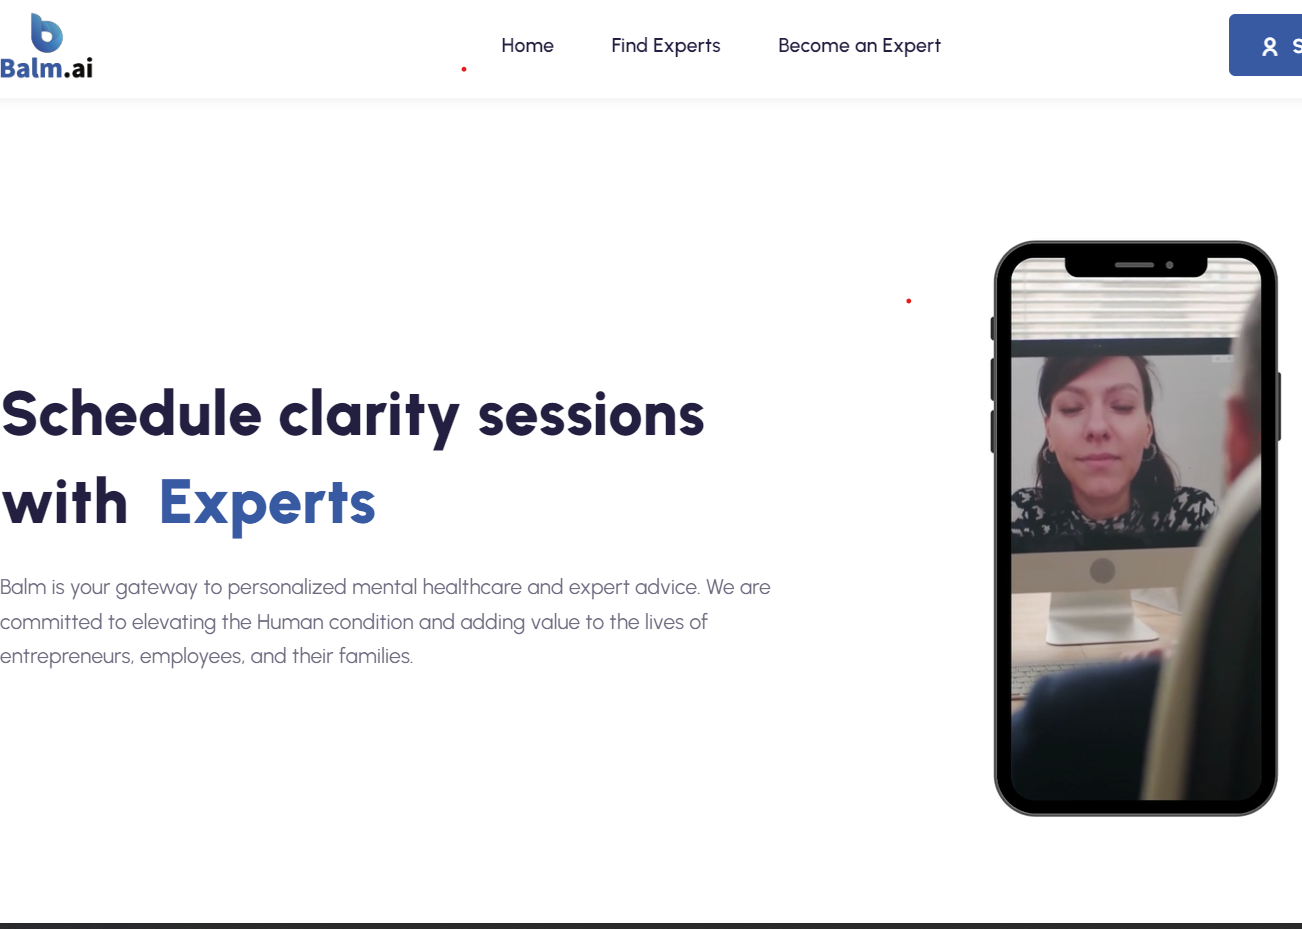 Balm.ai
Home
Find Experts
Become an Expert
Schedule clarity sessions
with Experts
Balm is your gateway to personalized mental healthcare and expert advice. We are
committed to elevating the Human condition and adding value to the lives of
entrepreneurs, employees, and their families.